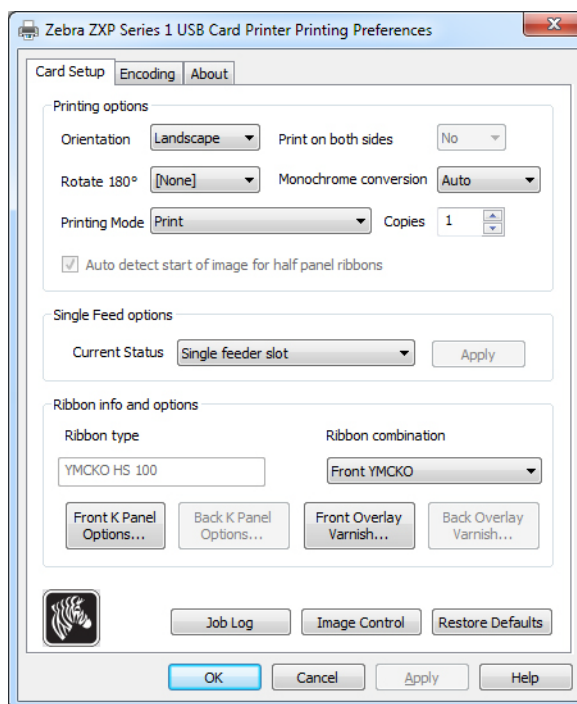 Zebra ZXP Series 1 USB Card Printer Printing Preferences
Card Setup Encoding About
Printing options
Orientation Landscape Print on both sides No
Rotate 180° [None] Monochrome conversion Auto
Printing Mode Print Copies 1
Auto detect start of image for half panel ribbons
Single Feed options
Current Status Single feeder slot Apply
Ribbon info and options
Ribbon type Ribbon combination
YMCKO HS 100 Front YMCKO
Front K Panel Back K Panel Front Overlay Back Overlay
Options... Options... Varnish... Varnish...
Job Log Image Control Restore Defaults
OK Cancel Apply Help